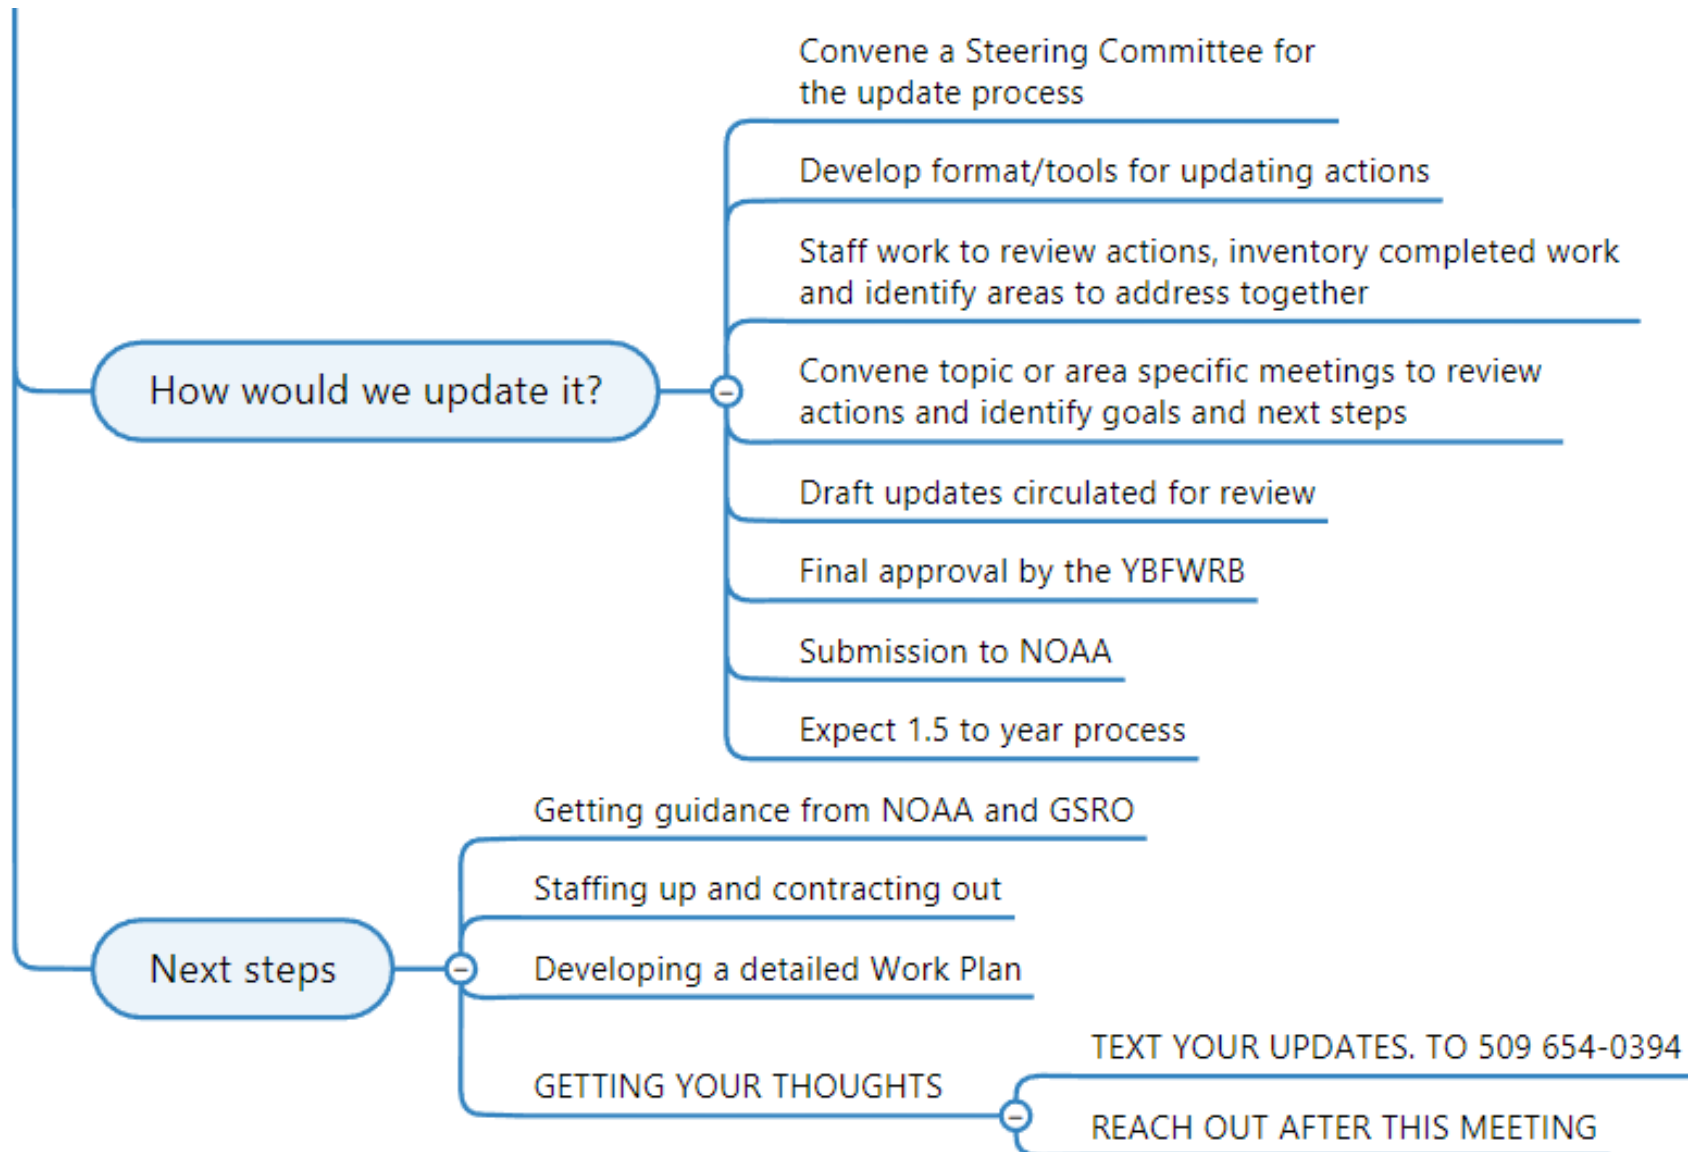 Convene a Steering Committee for
the update process
Develop format/tools for updating actions
Staff work to review actions, inventory completed work
and identify areas to address together
How would we update it?
Convene topic or area specific meetings to review
actions and identify goals and next steps
Draft updates circulated for review
Final approval by the YBFWRB
Submission to NOAA
Expect 1.5 to year process
Getting guidance from NOAA and GSRO
Staffing up and contracting out
Next steps
Developing a detailed Work Plan
GETTING YOUR THOUGHTS
TEXT YOUR UPDATES. TO 509 654-0394
REACH OUT AFTER THIS MEETING